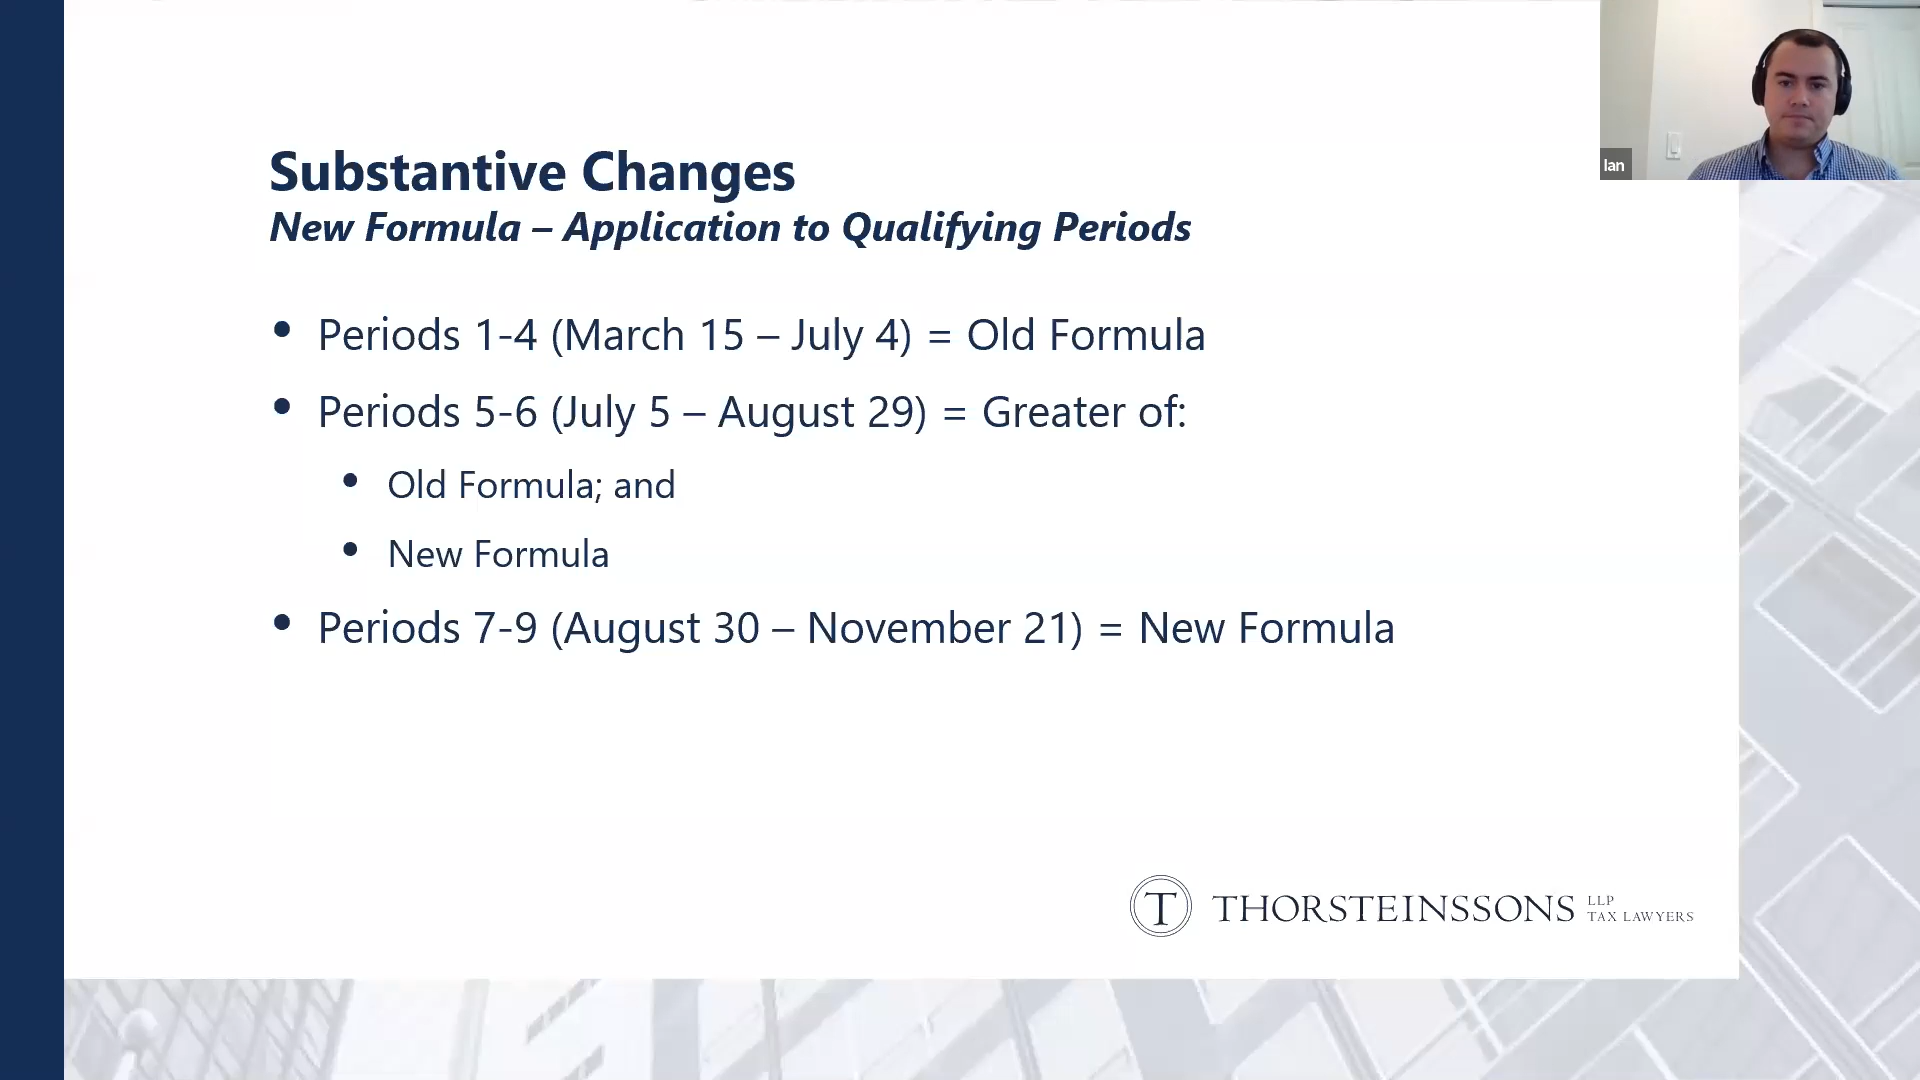 Substantive Changes
New Formula – Application to Qualifying Periods
• Periods 1-4 (March 15 – July 4) = Old Formula
• Periods 5-6 (July 5 – August 29) = Greater of:
• Old Formula; and
• New Formula
• Periods 7-9 (August 30 – November 21) = New Formula
Ian
T THORSTEINSSONS LLP
TAX LAWYERS